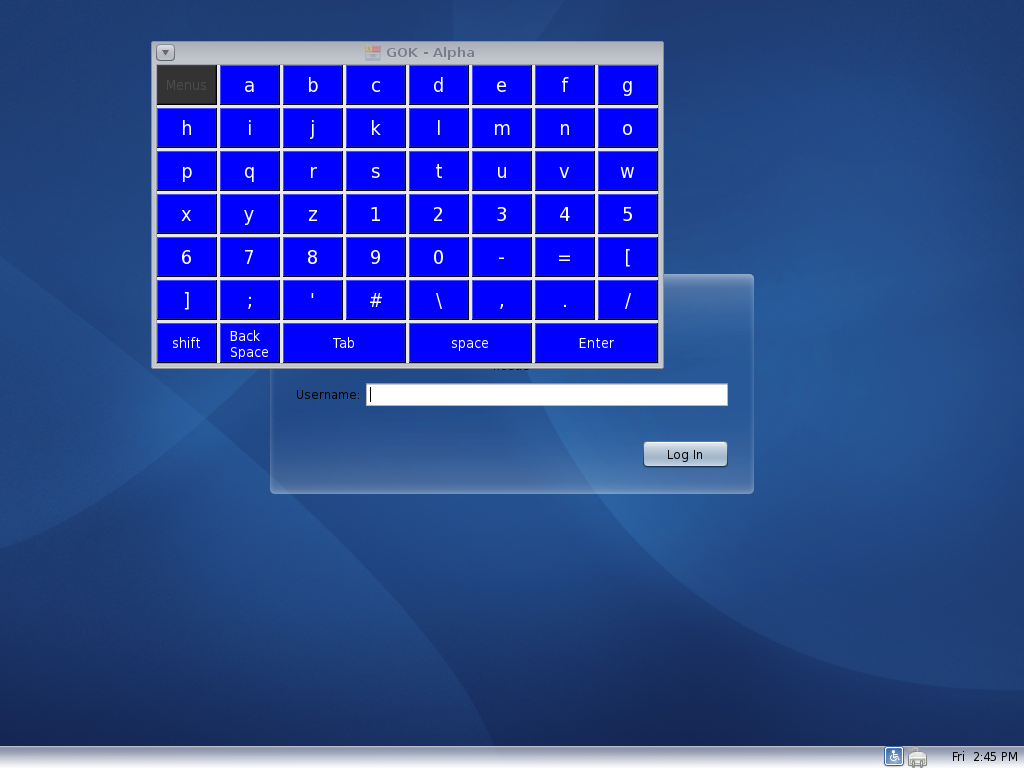 GOK - Alpha
Menus a b c d e f g
h i j k l m n o
p q r s t u v w
x y z 1 2 3 4 5
6 7 8 9 0 - = [
] ; ' # \ , . /
shift Back Space Tab space Enter
Username:
Log In
Fri 2:45 PM